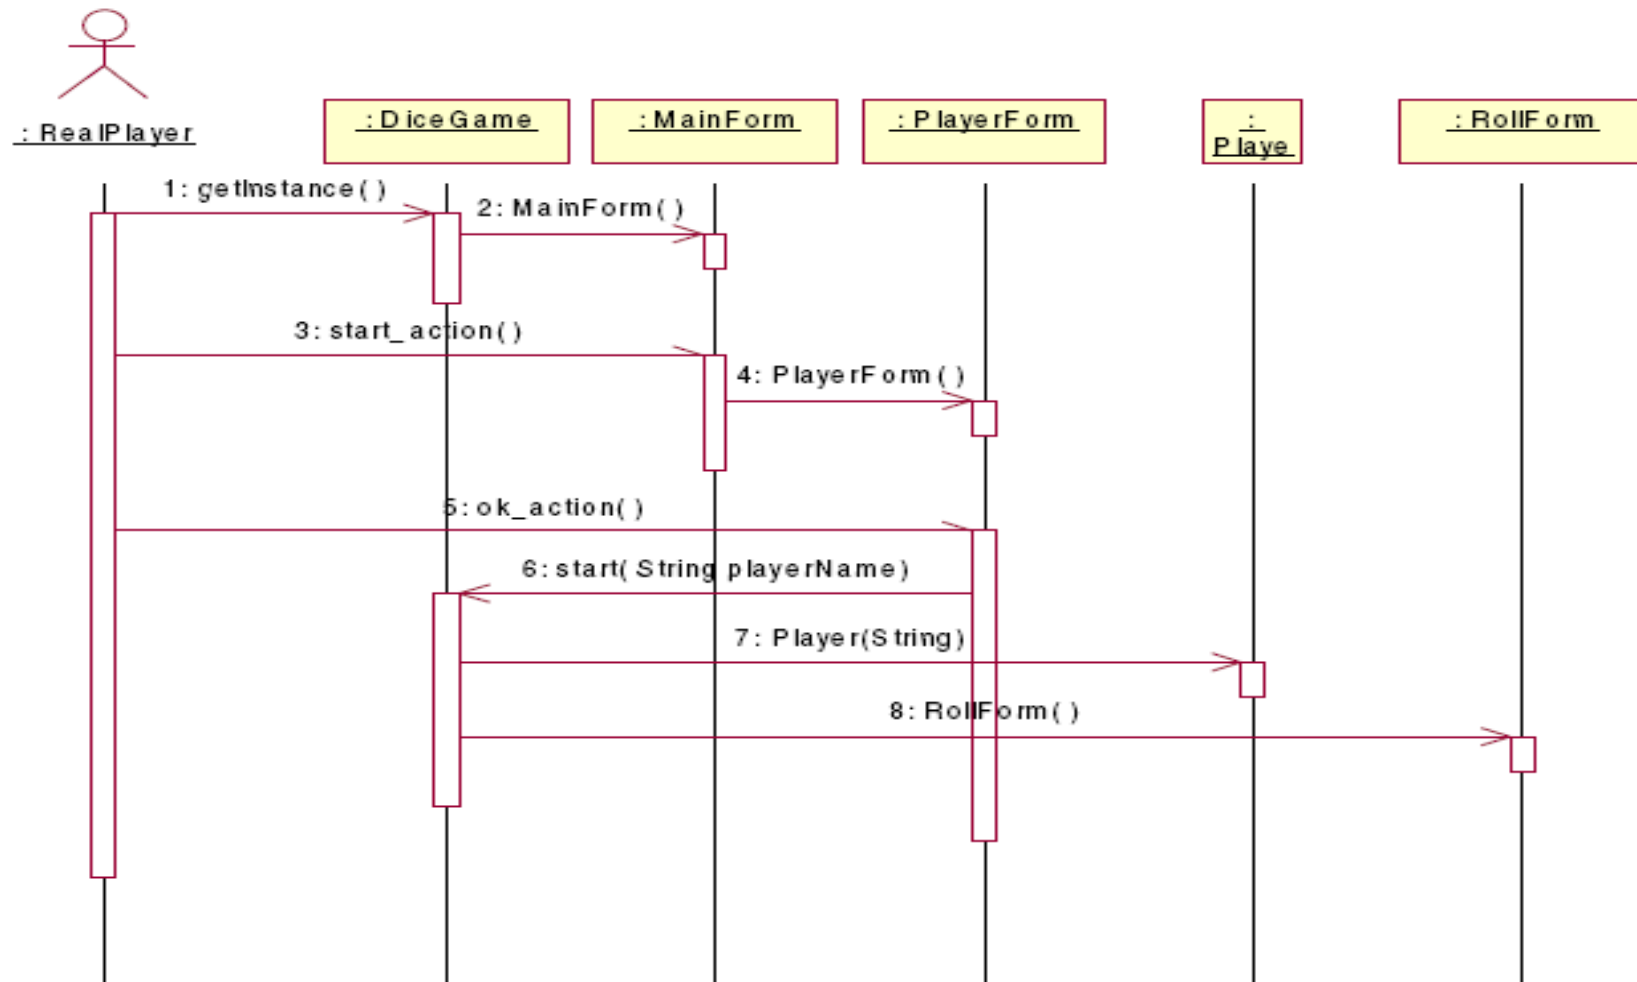 : RealPlayer
: DiceGame
: MainForm
: PlayerForm
:
Playe
: RollForm
1: getInstance()
2: MainForm()
3: start_action()
4: PlayerForm()
5: ok_action()
6: start( String playerName)
7: Player(String)
8: RollForm()